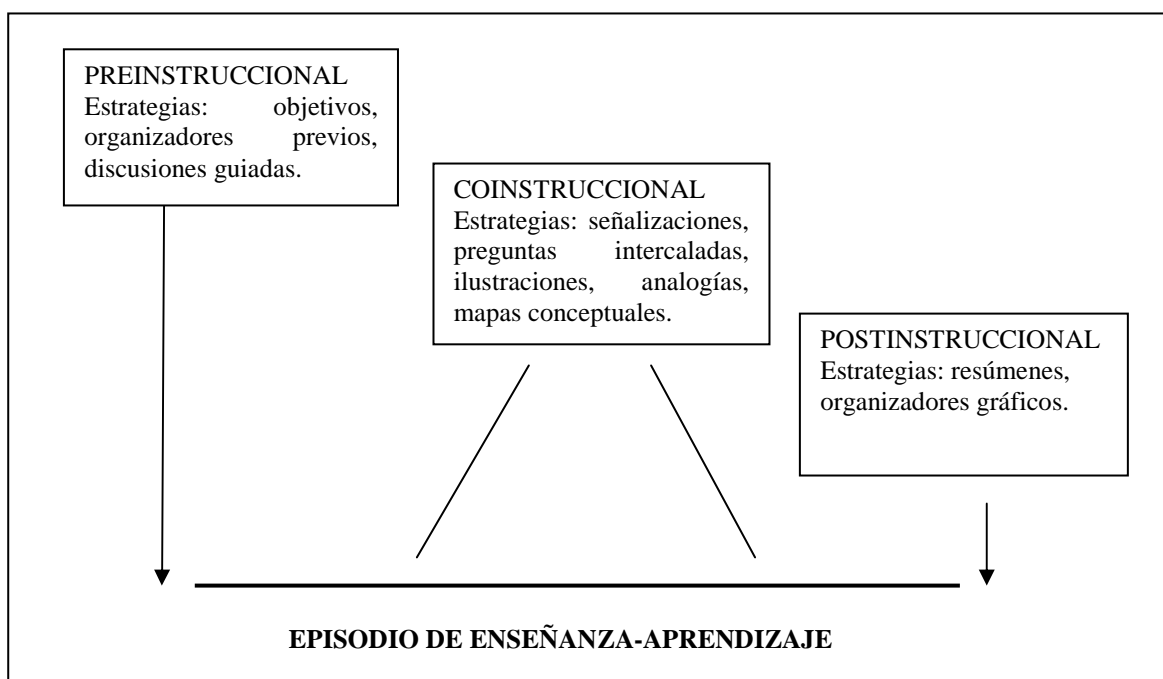 PREINSTRUCCIONAL
Estrategias: objetivos,
organizadores previos,
discusiones guiadas.
COINSTRUCCIONAL
Estrategias: señalizaciones,
preguntas intercaladas,
ilustraciones, analogías,
mapas conceptuales.
POSTINSTRUCCIONAL
Estrategias: resúmenes,
organizadores gráficos.
EPISODIO DE ENSEÑANZA-APRENDIZAJE